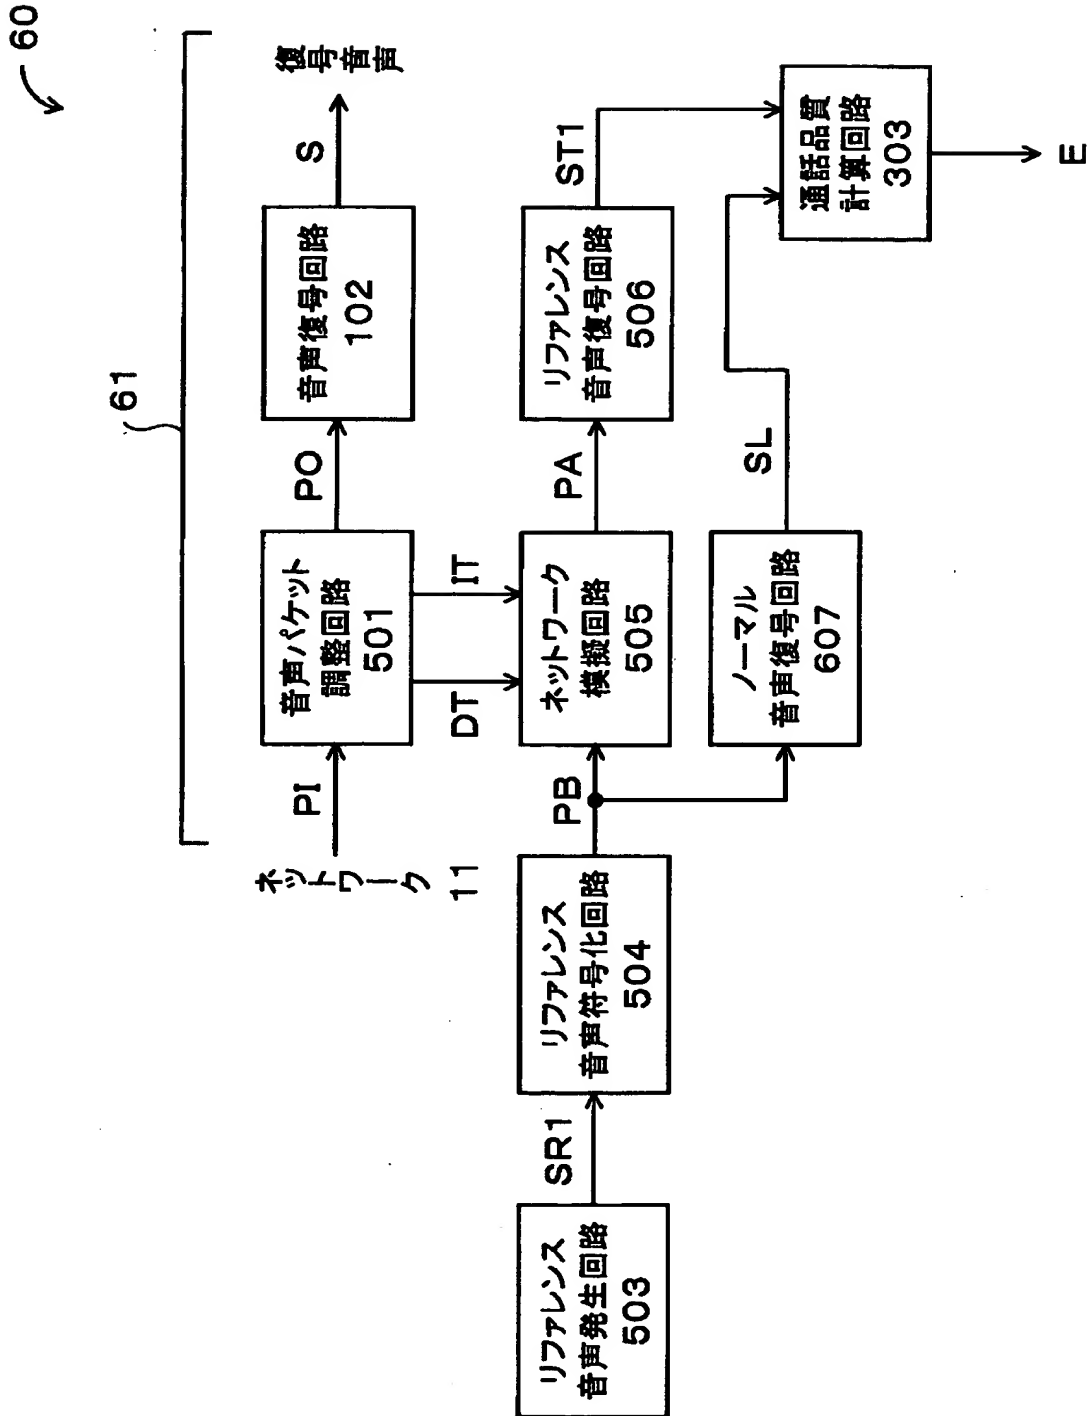 60
61
ネットワーク
11
PI
音声パケット
調整回路
501
PO
音声復号回路
102
S
復号音声
DT
IT
リファレンス
音声発生回路
503
SR1
リファレンス
音声符号化回路
504
PB
ネットワーク
模擬回路
505
PA
リファレンス
音声復号回路
506
ST1
ノーマル
音声復号回路
607
SL
通話品質
計算回路
303
E